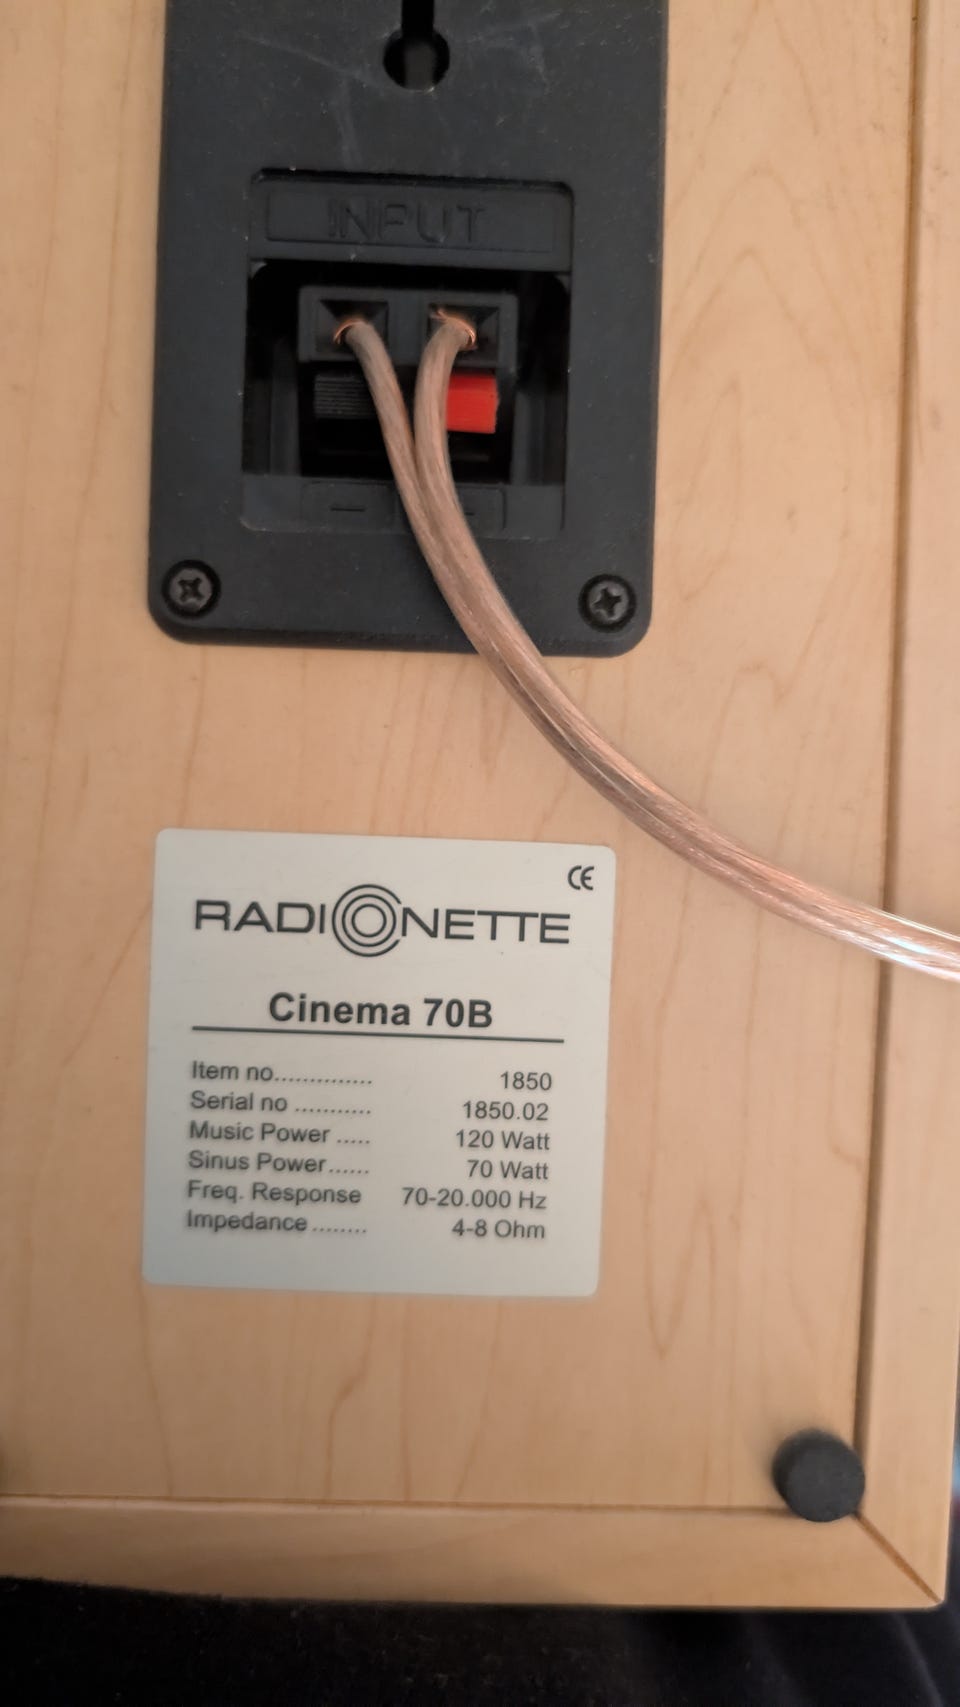 INPUT
− +
CE
RADIONETTE
Cinema 70B
Item no.............. 1850
Serial no ........... 1850.02
Music Power ..... 120 Watt
Sinus Power...... 70 Watt
Freq. Response 70-20.000 Hz
Impedance ........ 4-8 Ohm